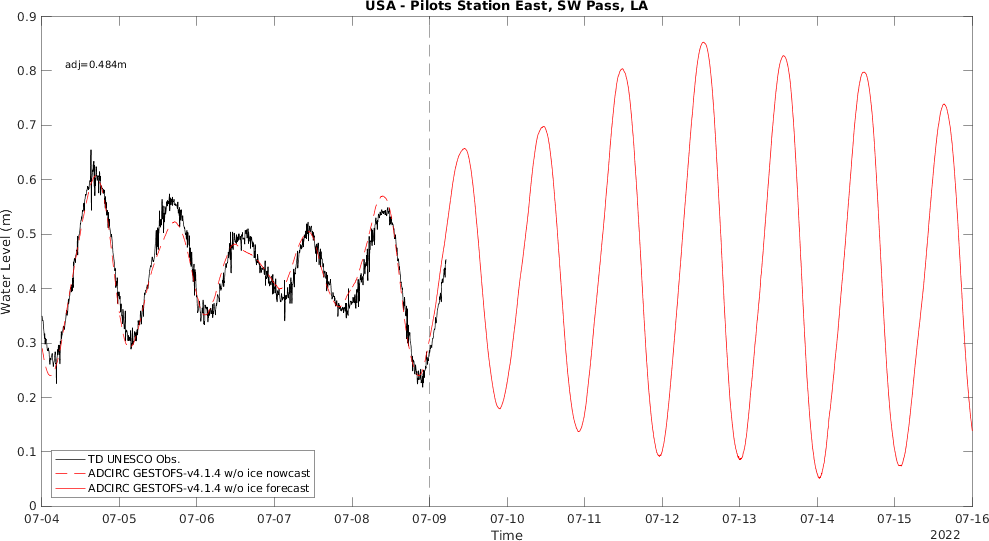 USA - Pilots Station East, SW Pass, LA
adj=0.484m
Water Level (m)
0.9
0.8
0.7
0.6
0.5
0.4
0.3
0.2
0.1
0
TD UNESCO Obs.
ADCIRC GESTOFS-v4.1.4 w/o ice nowcast
ADCIRC GESTOFS-v4.1.4 w/o ice forecast
07-04 07-05 07-06 07-07 07-08 07-09 07-10 07-11 07-12 07-13 07-14 07-15 07-16
Time
2022